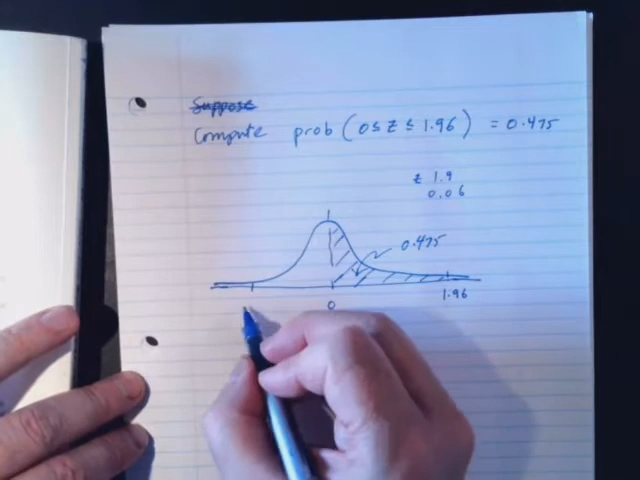 Suppose
Compute prob (0 ≤ z ≤ 1.96) = 0.475
z 1.9
0.06
0.475
1.96
0